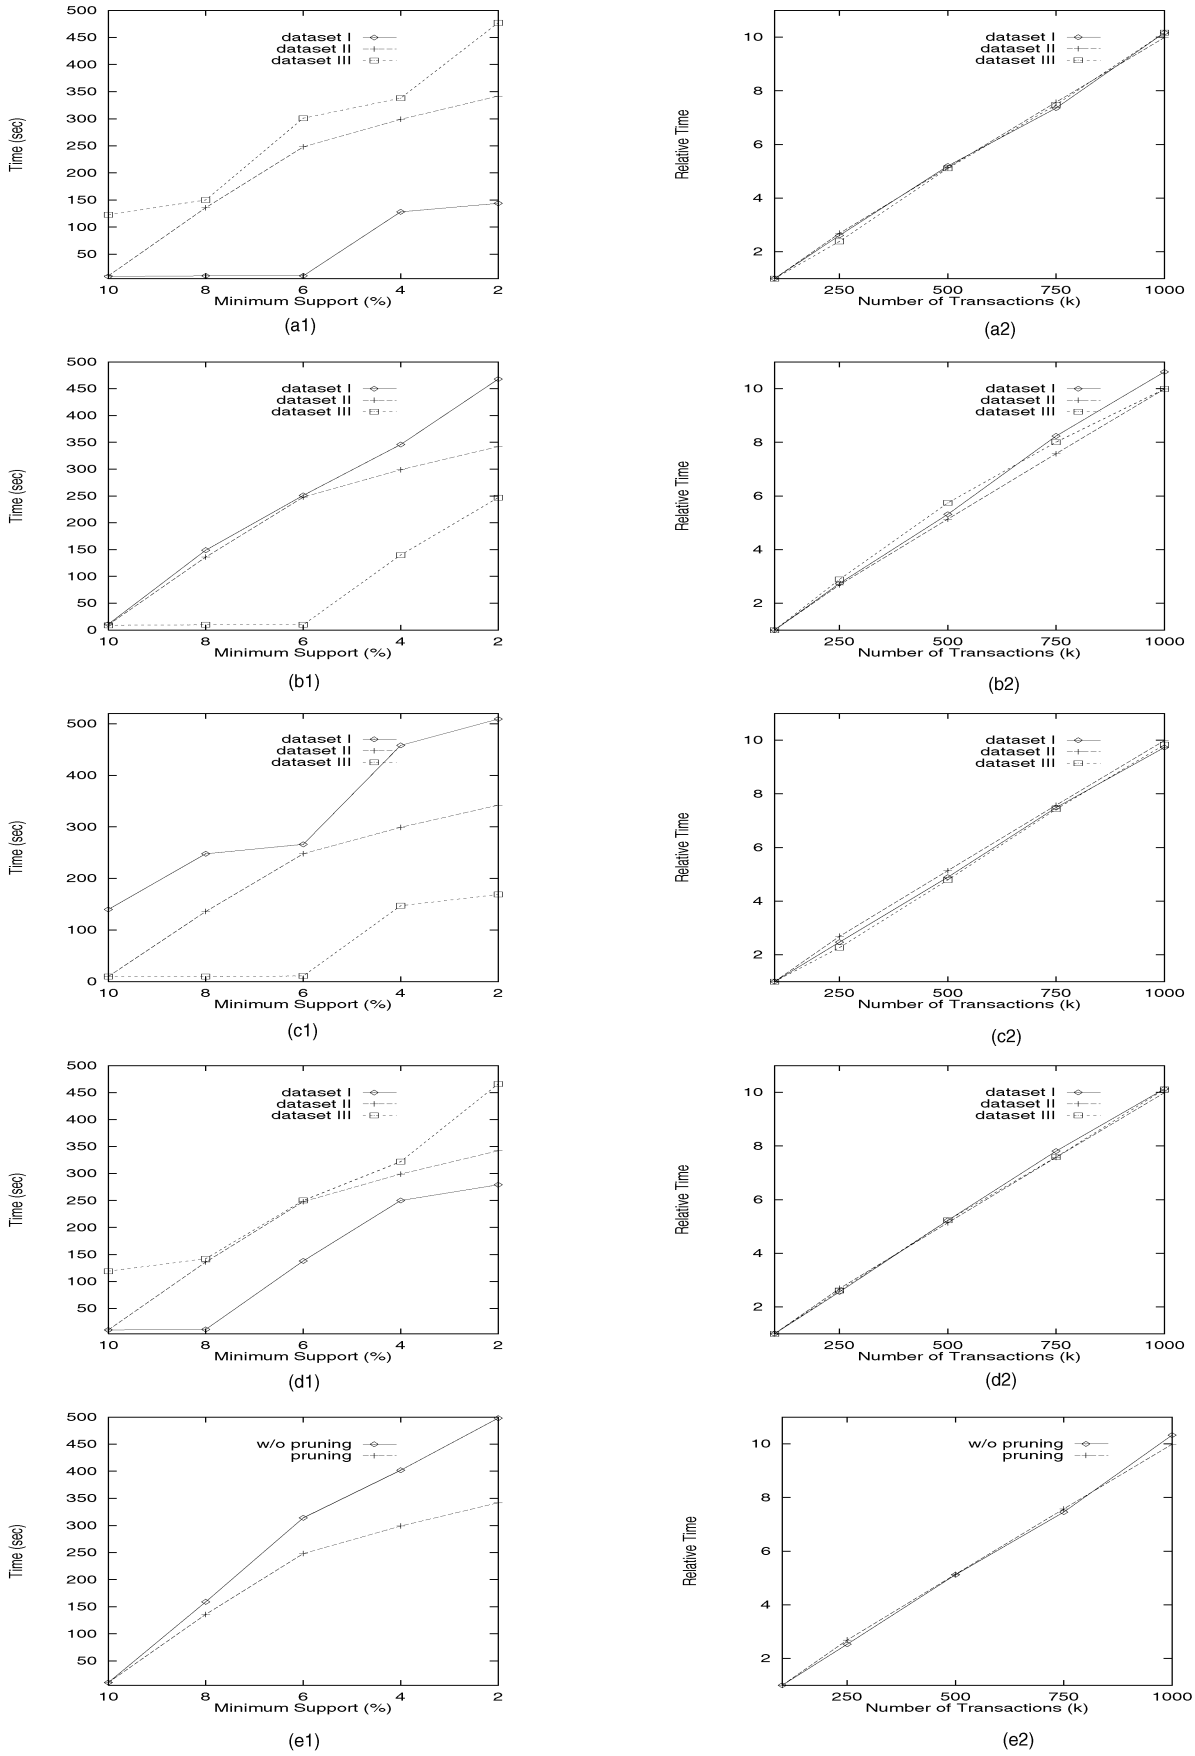 500
450
400
350
300
250
200
150
100
50
10
8
6
4
2
Time (sec)
Minimum Support (%)
dataset I
dataset II
dataset III
(a1)
10
8
6
4
2
250
500
750
1000
Relative Time
Number of Transactions (k)
dataset I
dataset II
dataset III
(a2)
500
450
400
350
300
250
200
150
100
50
0
10
8
6
4
2
Time (sec)
Minimum Support (%)
dataset I
dataset II
dataset III
(b1)
10
8
6
4
2
250
500
750
1000
Relative Time
Number of Transactions (k)
dataset I
dataset II
dataset III
(b2)
500
400
300
200
100
0
10
8
6
4
2
Time (sec)
Minimum Support (%)
dataset I
dataset II
dataset III
(c1)
10
8
6
4
2
250
500
750
1000
Relative Time
Number of Transactions (k)
dataset I
dataset II
dataset III
(c2)
500
450
400
350
300
250
200
150
100
50
10
8
6
4
2
Time (sec)
Minimum Support (%)
dataset I
dataset II
dataset III
(d1)
10
8
6
4
2
250
500
750
1000
Relative Time
Number of Transactions (k)
dataset I
dataset II
dataset III
(d2)
500
450
400
350
300
250
200
150
100
50
10
8
6
4
2
Time (sec)
Minimum Support (%)
w/o pruning
pruning
(e1)
10
8
6
4
2
250
500
750
1000
Relative Time
Number of Transactions (k)
w/o pruning
pruning
(e2)